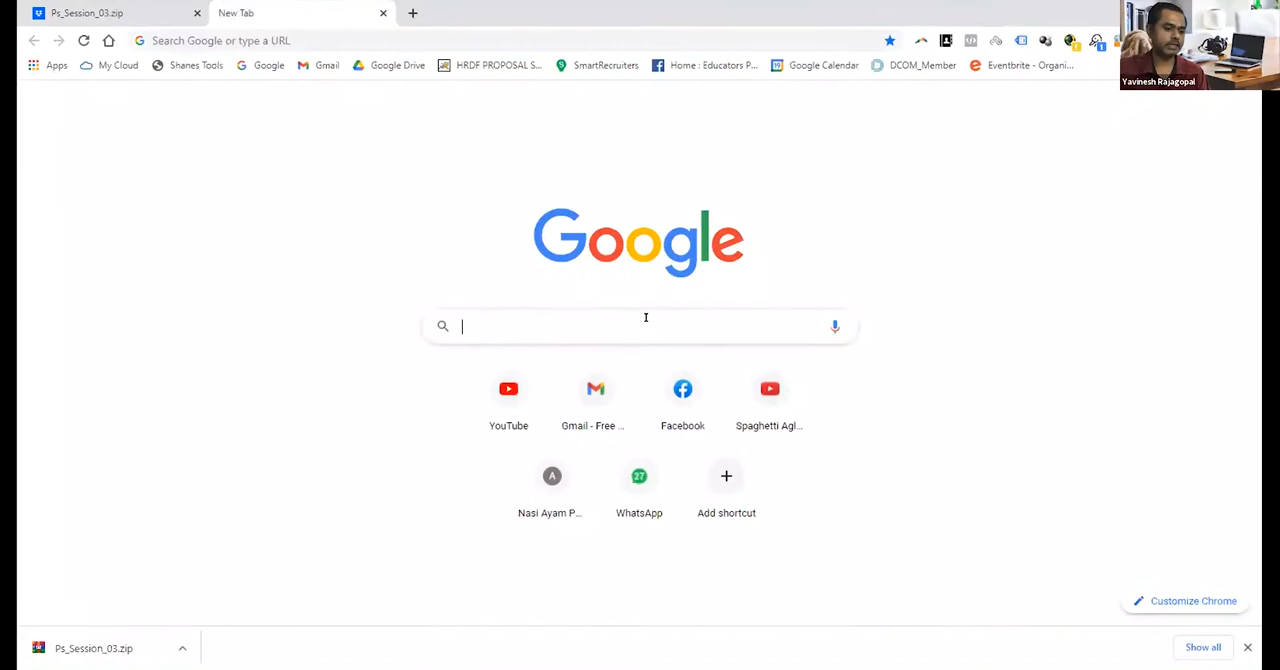 Ps_Session_03.zip
New Tab
Search Google or type a URL
Apps
My Cloud
Shanes Tools
Google
Gmail
Google Drive
HRDF PROPOSAL S...
SmartRecruiters
Home : Educators P...
Google Calendar
DCOM_Member
Eventbrite - Organi...
Yavinesh Rajagopal
Google
YouTube
Gmail - Free ...
Facebook
Spaghetti Agl...
A
27
Nasi Ayam P...
WhatsApp
Add shortcut
Customize Chrome
Ps_Session_03.zip
Show all